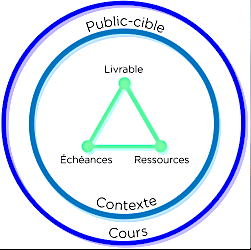 Public-cible
Livrable
Échéances
Ressources
Contexte
Cours